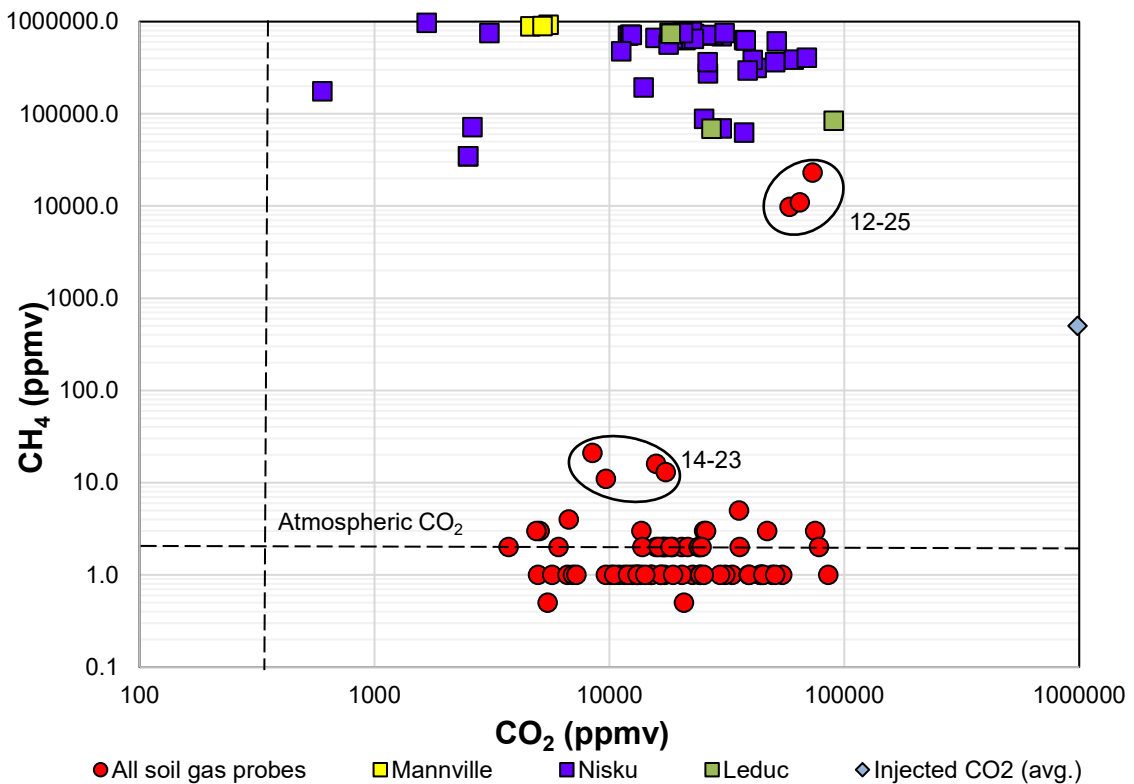 1000000.0
100000.0
10000.0
1000.0
100.0
10.0
1.0
0.1
CH₄ (ppmv)
12-25
14-23
Atmospheric CO₂
100 1000 10000 100000 1000000
CO₂ (ppmv)
All soil gas probes Mannville Nisku Leduc Injected CO2 (avg.)